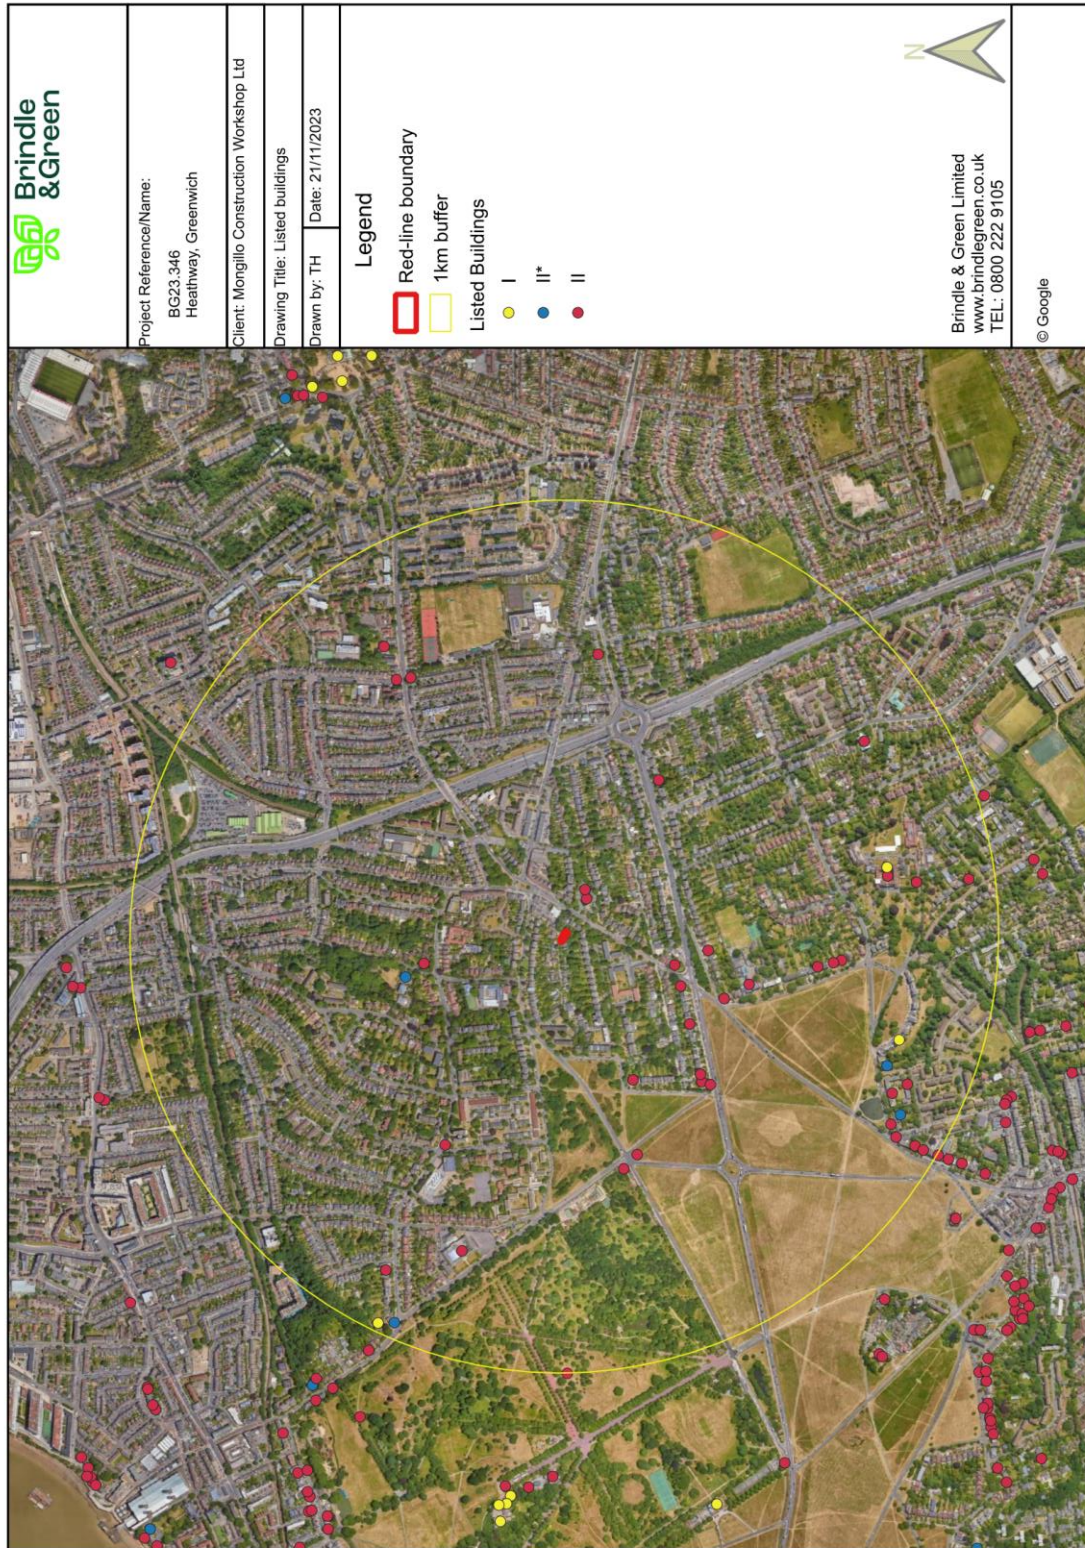 Brindle
&Green
Project Reference/Name:
BG23.346
Heathway, Greenwich
Client: Mongillo Construction Workshop Ltd
Drawing Title: Listed buildings
Drawn by: TH
Date: 21/11/2023
Legend
Red-line boundary
1km buffer
Listed Buildings
I
II*
II
N
Brindle & Green Limited
www.brindlegreen.co.uk
TEL: 0800 222 9105
© Google